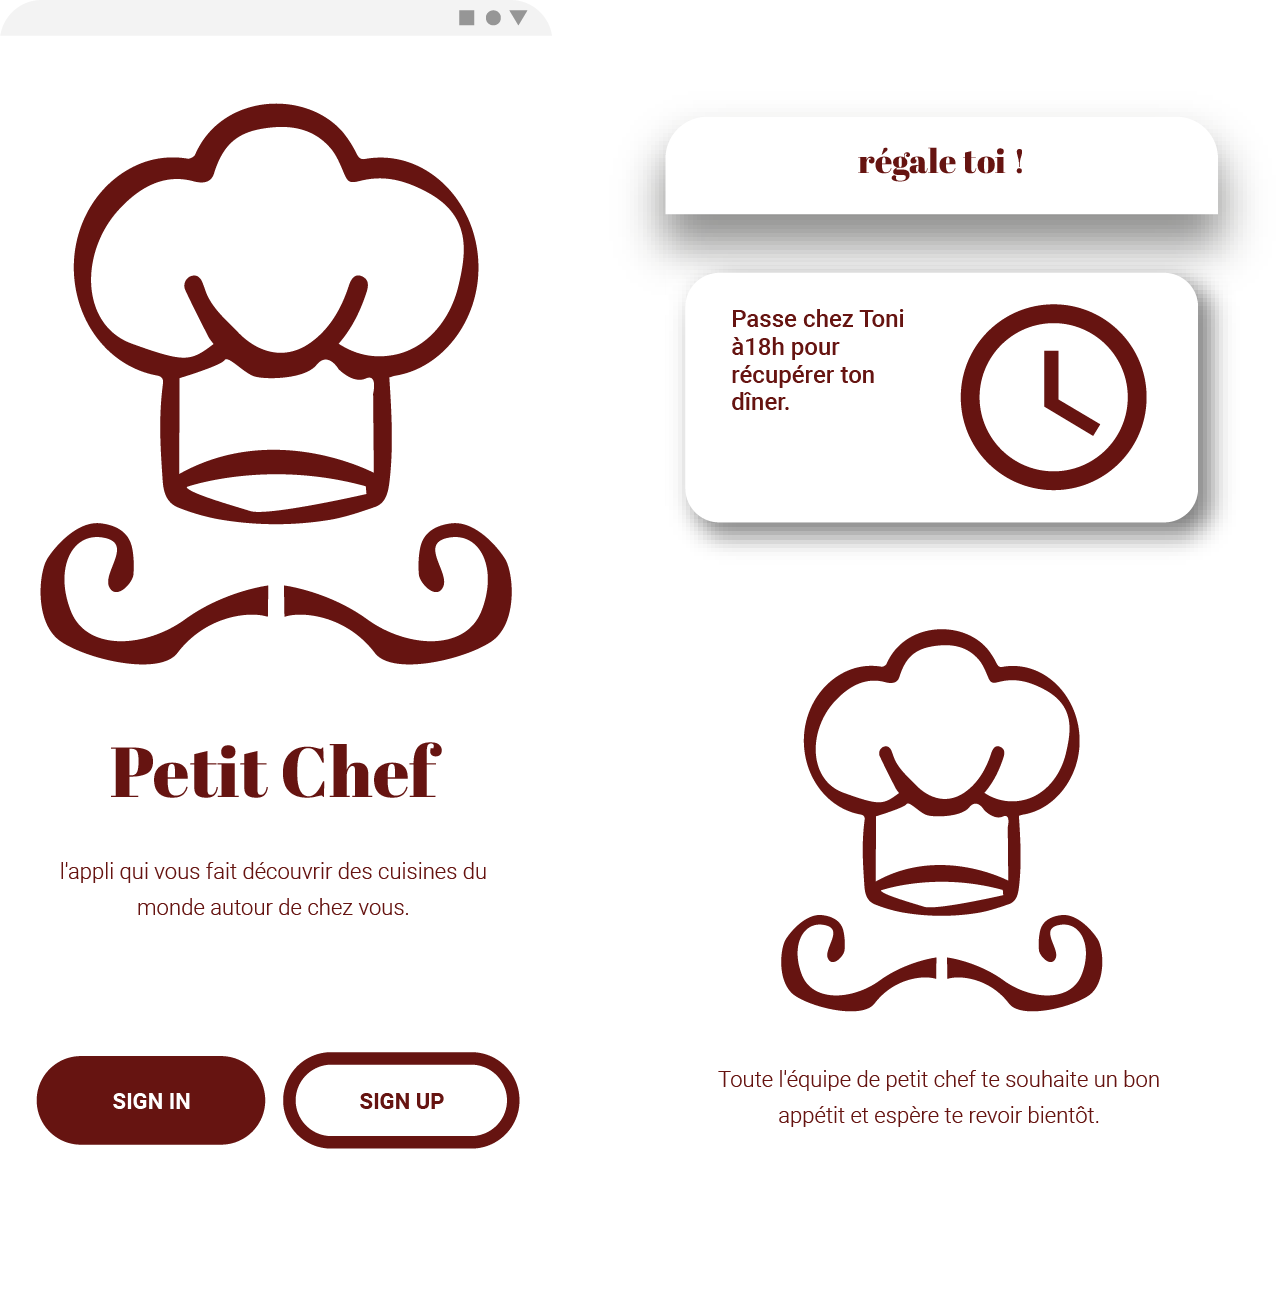 Petit Chef
l'appli qui vous fait découvrir des cuisines du
monde autour de chez vous.
SIGN IN
SIGN UP
régale toi !
Passe chez Toni
à18h pour
récupérer ton
dîner.
Toute l'équipe de petit chef te souhaite un bon
appétit et espère te revoir bientôt.